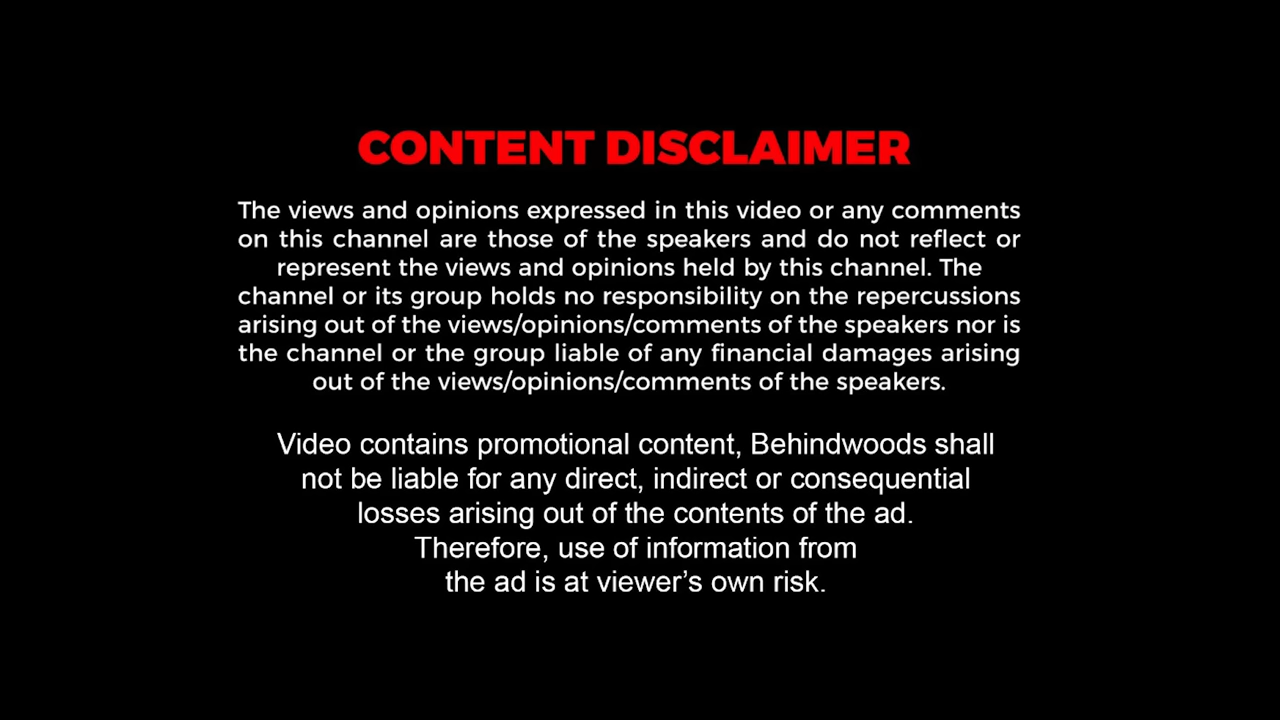 CONTENT DISCLAIMER
The views and opinions expressed in this video or any comments
on this channel are those of the speakers and do not reflect or
represent the views and opinions held by this channel. The
channel or its group holds no responsibility on the repercussions
arising out of the views/opinions/comments of the speakers nor is
the channel or the group liable of any financial damages arising
out of the views/opinions/comments of the speakers.
Video contains promotional content, Behindwoods shall
not be liable for any direct, indirect or consequential
losses arising out of the contents of the ad.
Therefore, use of information from
the ad is at viewer’s own risk.